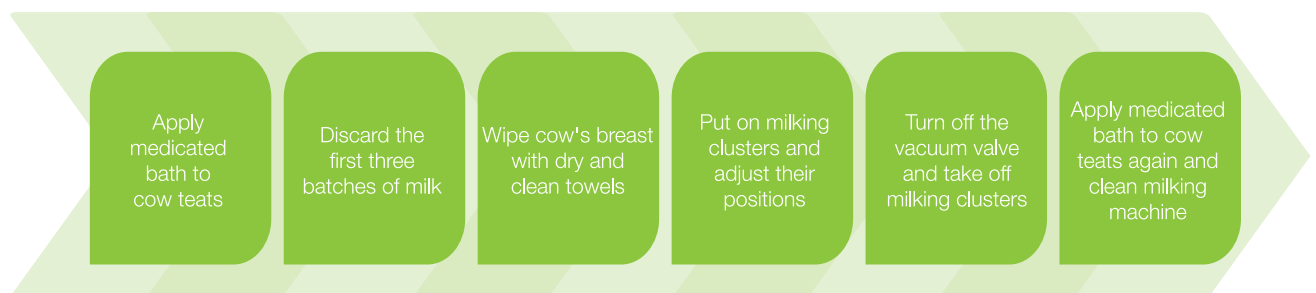 Apply
medicated
bath to
cow teats
Discard the
first three
batches of milk
Wipe cow's breast
with dry and
clean towels
Put on milking
clusters and
adjust their
positions
Turn off the
vacuum valve
and take off
milking clusters
Apply medicated
bath to cow
teats again and
clean milking
machine